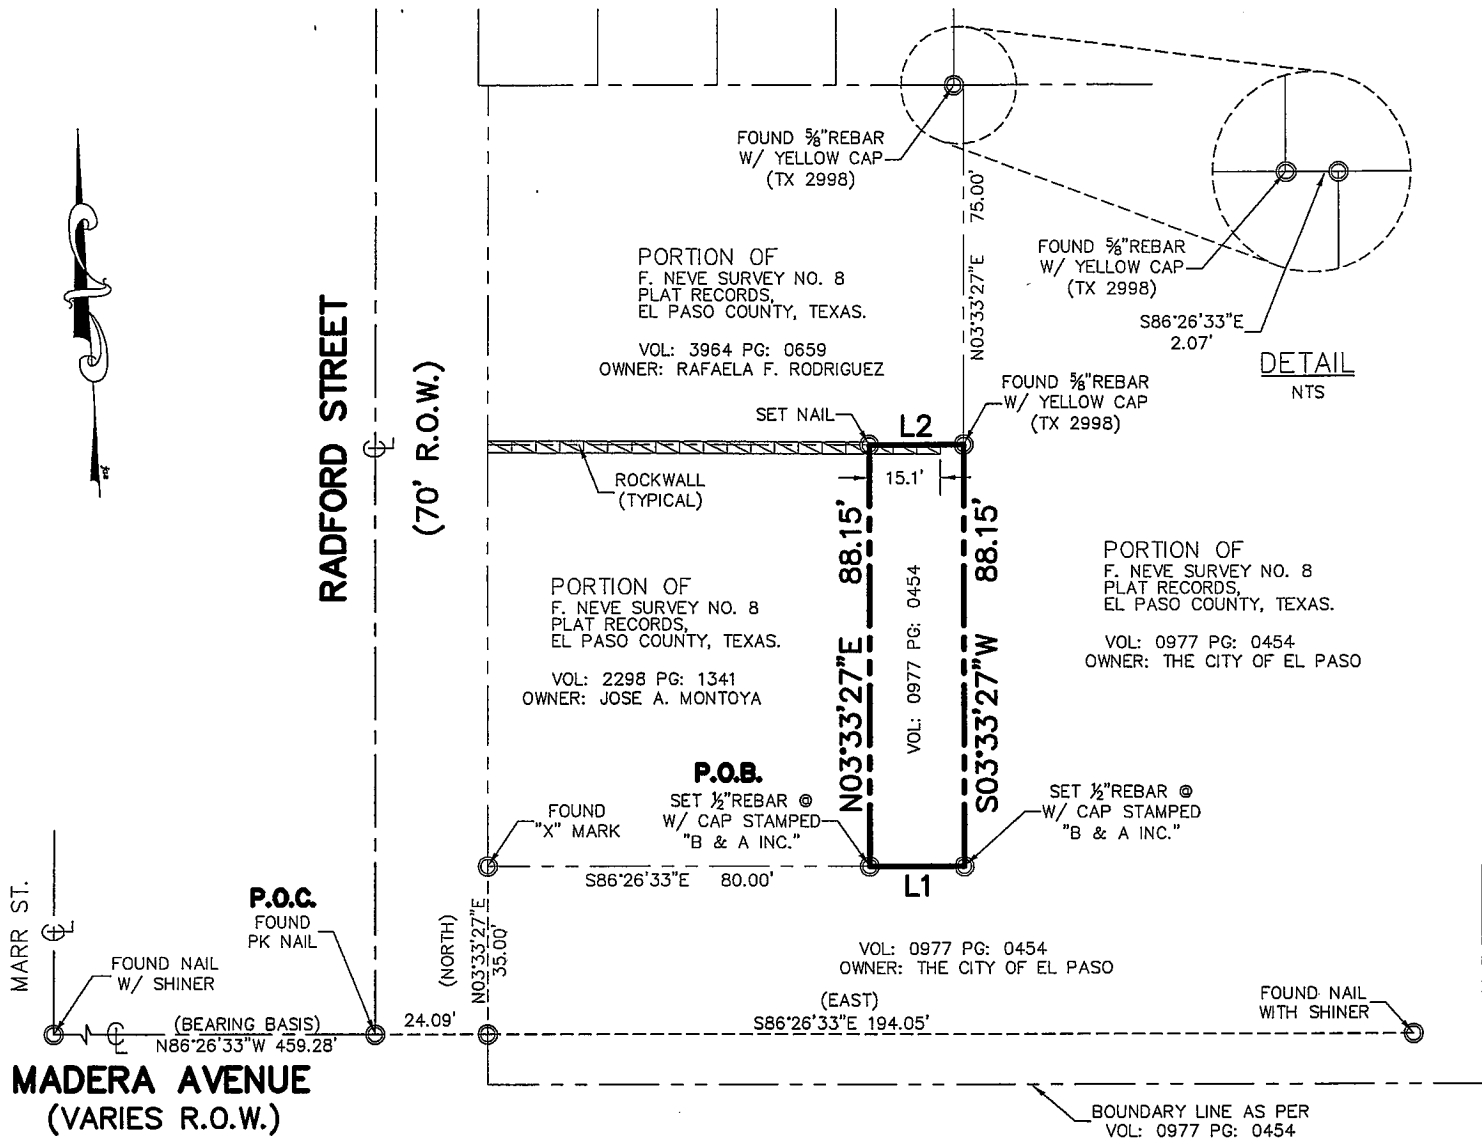 FOUND ⅝"REBAR
W/ YELLOW CAP
(TX 2998)
N03°33'27"E 75.00'
FOUND ⅝"REBAR
W/ YELLOW CAP
(TX 2998)
S86°26'33"E
2.07'
DETAIL
NTS
PORTION OF
F. NEVE SURVEY NO. 8
PLAT RECORDS,
EL PASO COUNTY, TEXAS.
VOL: 3964 PG: 0659
OWNER: RAFAELA F. RODRIGUEZ
RADFORD STREET
(70' R.O.W.)
℄
FOUND ⅝"REBAR
W/ YELLOW CAP
(TX 2998)
SET NAIL
L2
15.1'
ROCKWALL
(TYPICAL)
N03°33'27"E 88.15'
VOL: 0977 PG: 0454
S03°33'27"W 88.15'
PORTION OF
F. NEVE SURVEY NO. 8
PLAT RECORDS,
EL PASO COUNTY, TEXAS.
VOL: 0977 PG: 0454
OWNER: THE CITY OF EL PASO
PORTION OF
F. NEVE SURVEY NO. 8
PLAT RECORDS,
EL PASO COUNTY, TEXAS.
VOL: 2298 PG: 1341
OWNER: JOSE A. MONTOYA
P.O.B.
SET ½"REBAR @
W/ CAP STAMPED
"B & A INC."
SET ½"REBAR @
W/ CAP STAMPED
"B & A INC."
FOUND
"X" MARK
S86°26'33"E 80.00'
L1
MARR ST.
℄
P.O.C.
FOUND
PK NAIL
(NORTH)
N03°33'27"E
35.00'
FOUND NAIL
W/ SHINER
VOL: 0977 PG: 0454
OWNER: THE CITY OF EL PASO
(EAST)
S86°26'33"E 194.05'
FOUND NAIL
WITH SHINER
24.09'
℄
(BEARING BASIS)
N86°26'33"W 459.28'
MADERA AVENUE
(VARIES R.O.W.)
BOUNDARY LINE AS PER
VOL: 0977 PG: 0454